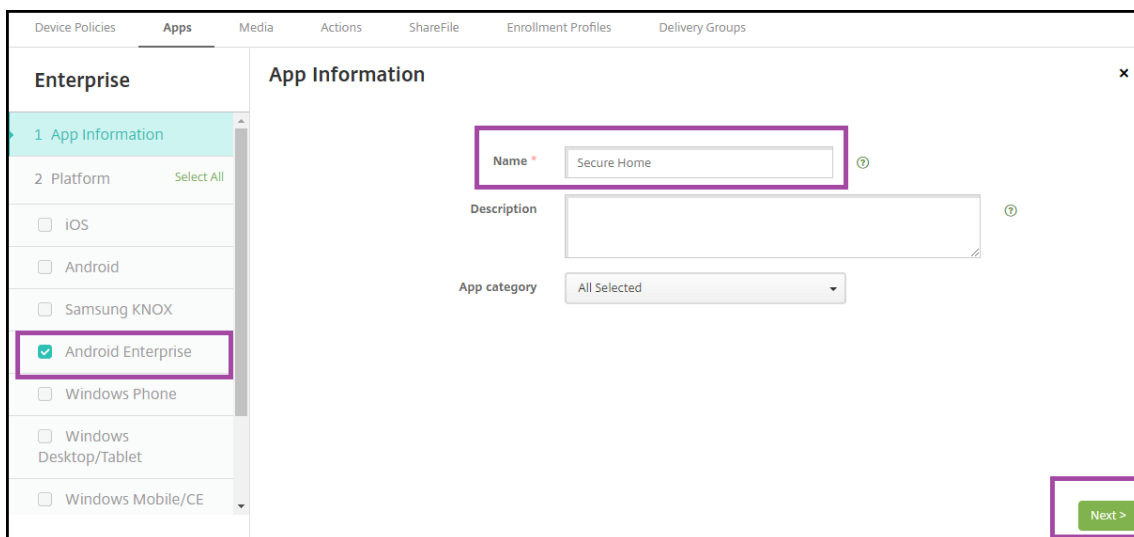 Device Policies Apps Media Actions ShareFile Enrollment Profiles Delivery Groups
Enterprise
App Information
×
1 App Information
2 Platform Select All
iOS
Android
Samsung KNOX
Android Enterprise
Windows Phone
Windows
Desktop/Tablet
Windows Mobile/CE
Name * Secure Home ?
Description ?
App category All Selected
Next >